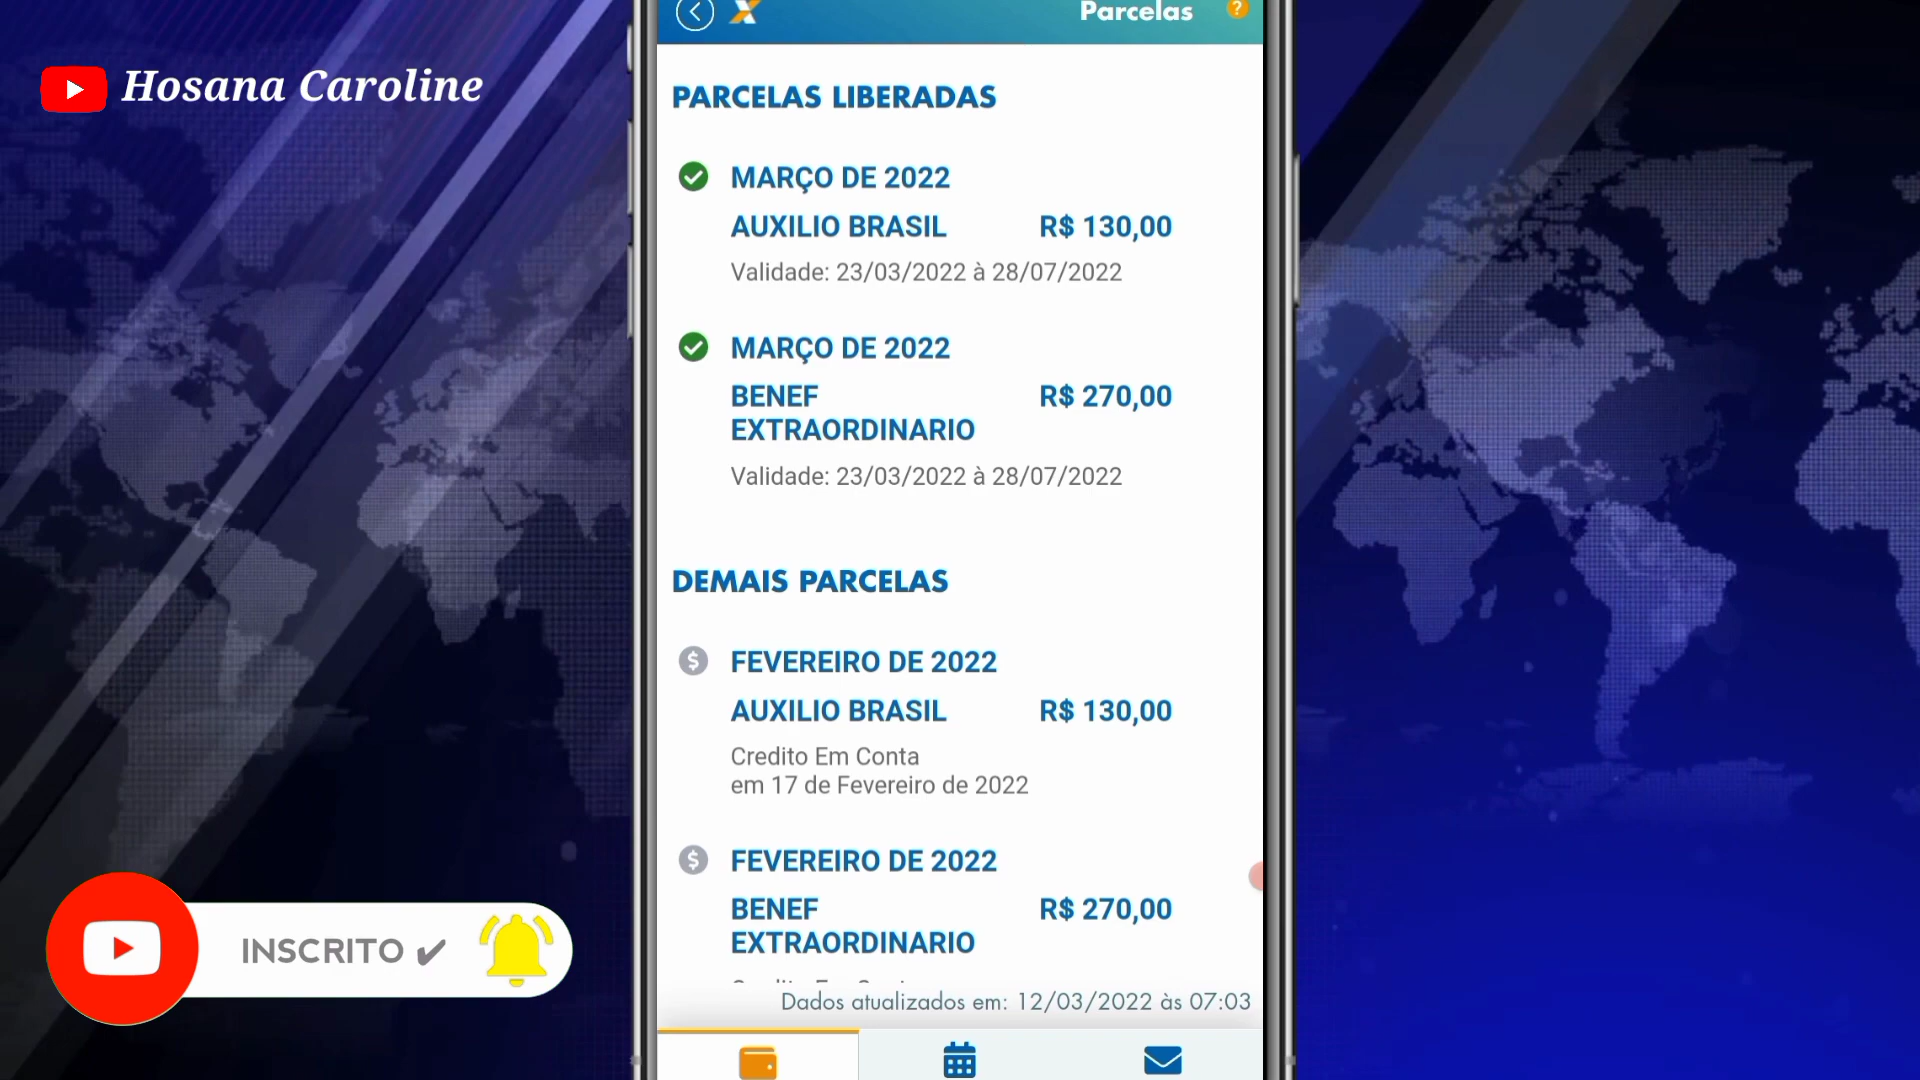 Hosana Caroline
Parcelas ?
PARCELAS LIBERADAS
MARÇO DE 2022
AUXILIO BRASIL R$ 130,00
Validade: 23/03/2022 à 28/07/2022
MARÇO DE 2022
BENEF R$ 270,00
EXTRAORDINARIO
Validade: 23/03/2022 à 28/07/2022
DEMAIS PARCELAS
FEVEREIRO DE 2022
AUXILIO BRASIL R$ 130,00
Credito Em Conta
em 17 de Fevereiro de 2022
FEVEREIRO DE 2022
BENEF R$ 270,00
EXTRAORDINARIO
Dados atualizados em: 12/03/2022 às 07:03
INSCRITO ✔